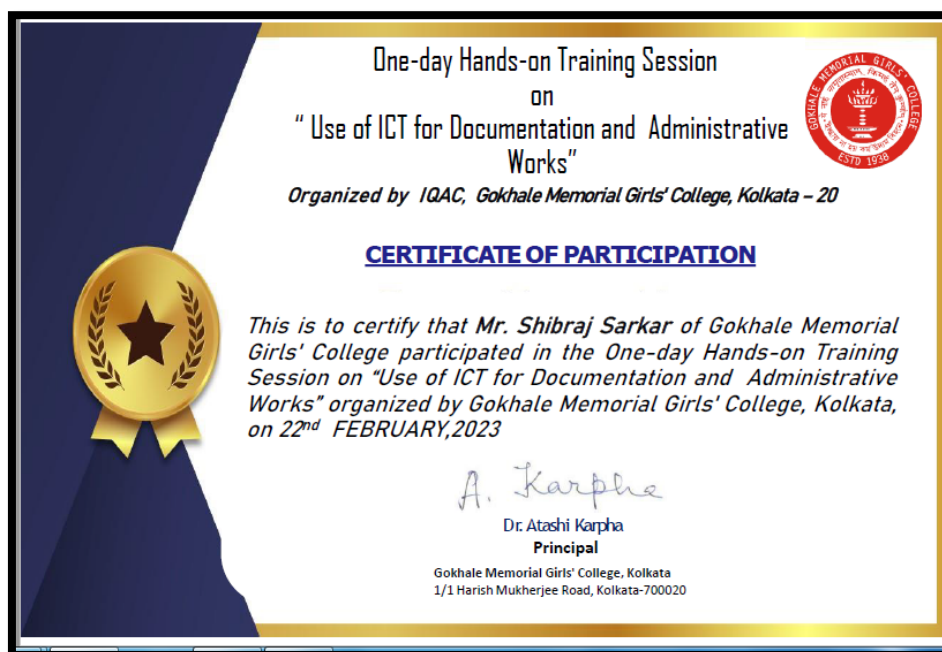 One-day Hands-on Training Session
on
“ Use of ICT for Documentation and Administrative
Works”
Organized by IQAC, Gokhale Memorial Girls' College, Kolkata – 20
GOKHALE MEMORIAL GIRLS' COLLEGE
ESTD 1938
CERTIFICATE OF PARTICIPATION
This is to certify that Mr. Shibraj Sarkar of Gokhale Memorial
Girls' College participated in the One-day Hands-on Training
Session on “Use of ICT for Documentation and Administrative
Works” organized by Gokhale Memorial Girls' College, Kolkata,
on 22nd FEBRUARY,2023
A. Karpha
Dr. Atashi Karpha
Principal
Gokhale Memorial Girls' College, Kolkata
1/1 Harish Mukherjee Road, Kolkata-700020